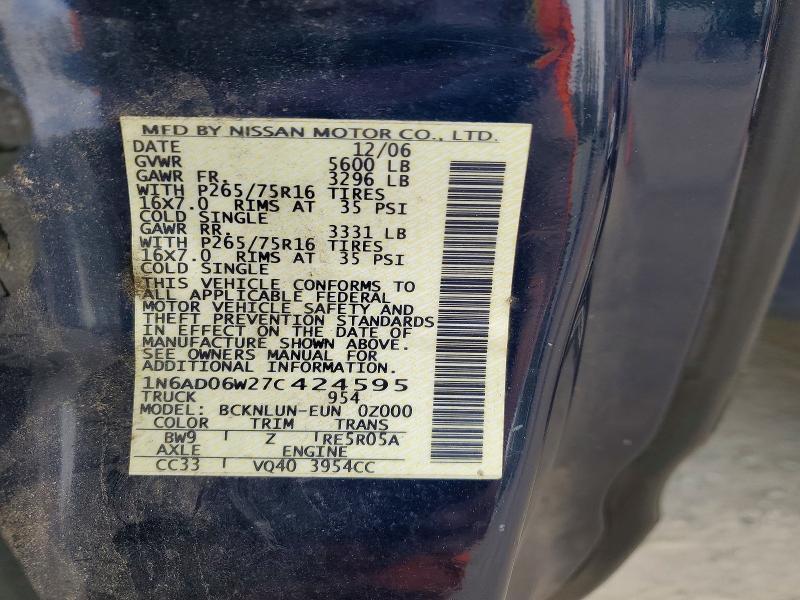 MFD BY NISSAN MOTOR CO., LTD.
DATE 12/06
GVWR 5600 LB
GAWR FR. 3296 LB
WITH P265/75R16 TIRES
16X7.0 RIMS AT 35 PSI
COLD SINGLE
GAWR RR. 3331 LB
WITH P265/75R16 TIRES
16X7.0 RIMS AT 35 PSI
COLD SINGLE
THIS VEHICLE CONFORMS TO
ALL APPLICABLE FEDERAL
MOTOR VEHICLE SAFETY AND
THEFT PREVENTION STANDARDS
IN EFFECT ON THE DATE OF
MANUFACTURE SHOWN ABOVE.
SEE OWNERS MANUAL FOR
ADDITIONAL INFORMATION.
1N6AD06W27C424595
TRUCK 954
MODEL: BCKNLUN-EUN 0Z000
COLOR TRIM TRANS
BW9 Z RE5R05A
AXLE ENGINE
CC33 VQ40 3954CC